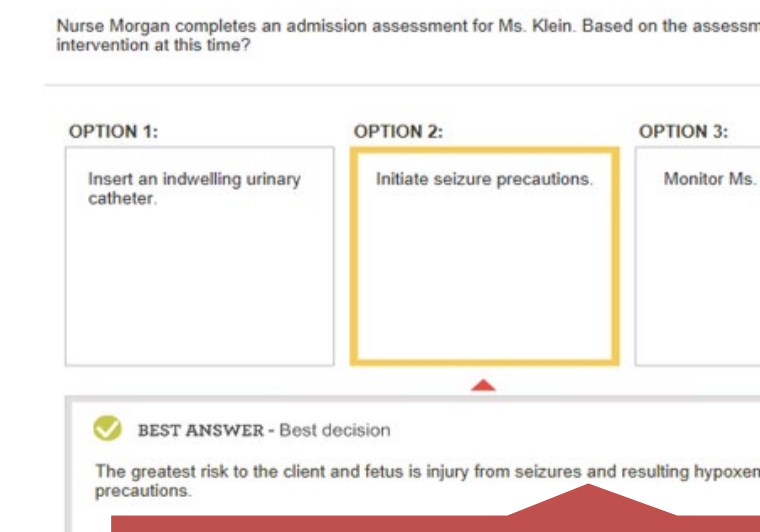 Nurse Morgan completes an admission assessment for Ms. Klein. Based on the assessm
intervention at this time?
OPTION 1:
OPTION 2:
OPTION 3:
Insert an indwelling urinary
catheter.
Initiate seizure precautions.
Monitor Ms.
BEST ANSWER - Best decision
The greatest risk to the client and fetus is injury from seizures and resulting hypoxen
precautions.